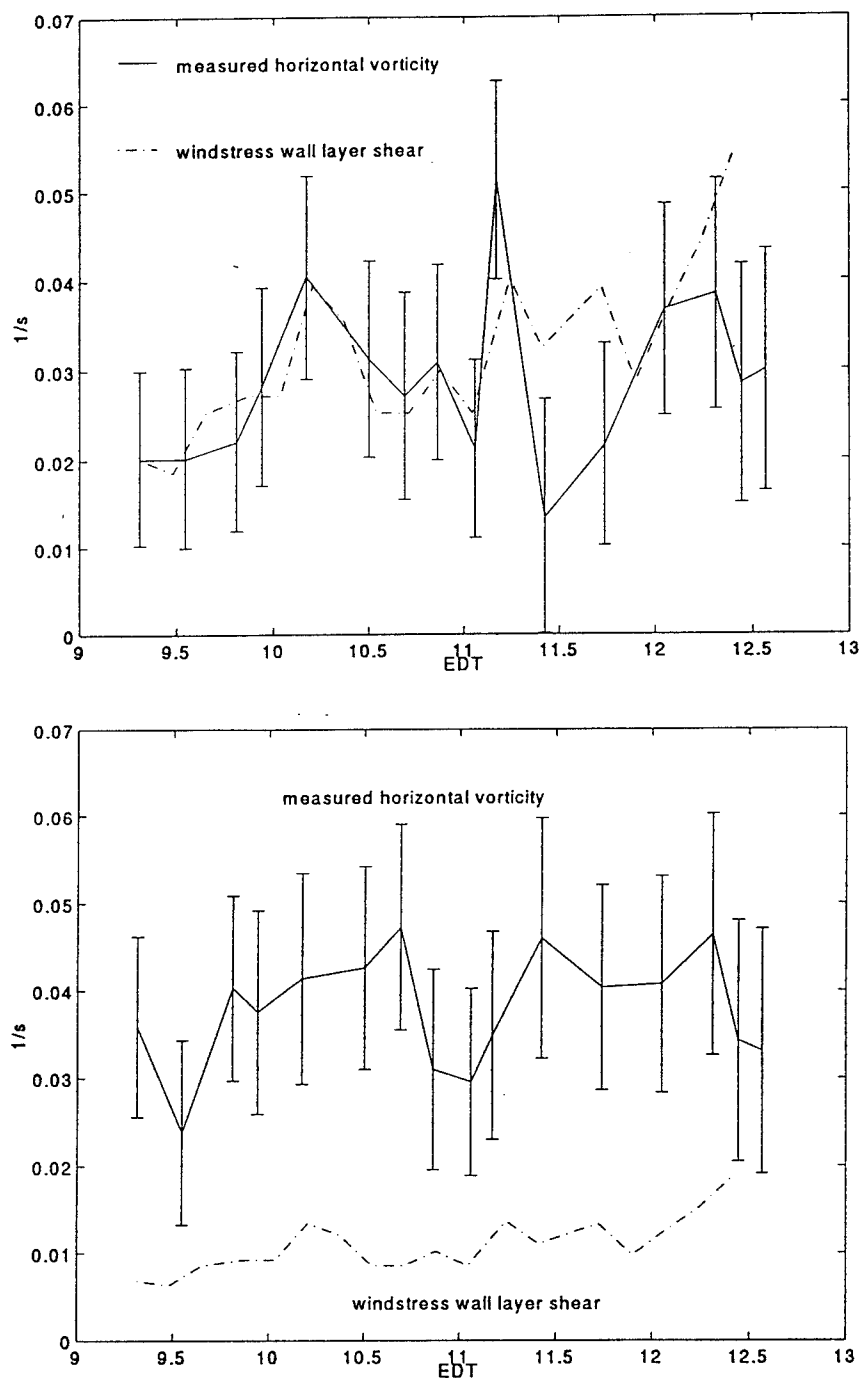 0.07
measured horizontal vorticity
0.06
windstress wall layer shear
0.05
0.04
1/s
0.03
0.02
0.01
0
9 9.5 10 10.5 11 11.5 12 12.5 13
EDT
0.07
measured horizontal vorticity
0.06
0.05
0.04
1/s
0.03
0.02
0.01
windstress wall layer shear
0
9 9.5 10 10.5 11 11.5 12 12.5 13
EDT